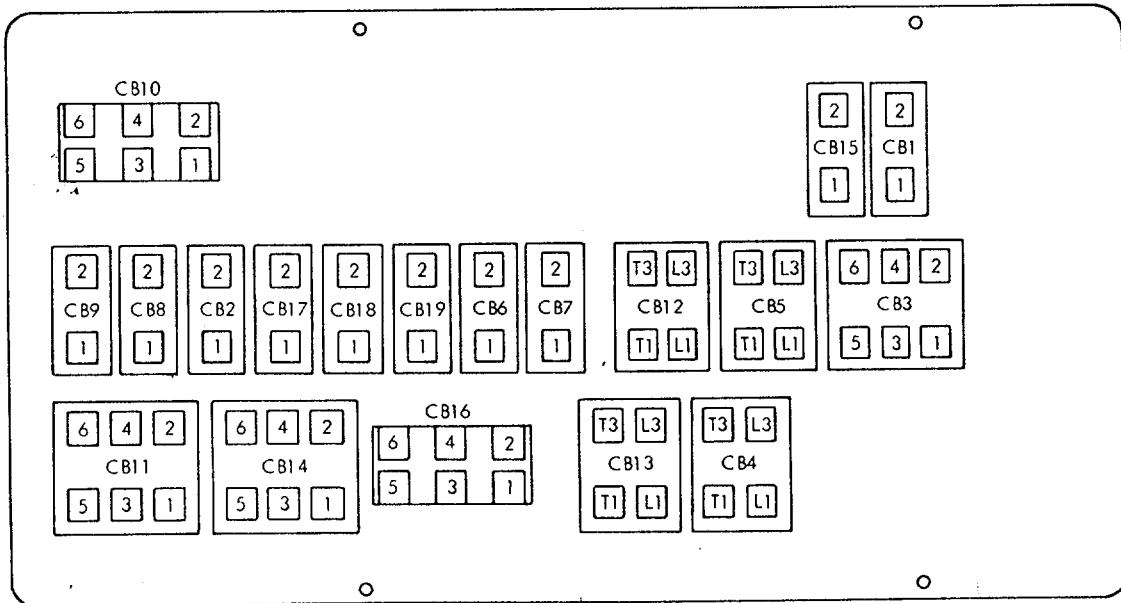 CB10
6 4 2
5 3 1
2 2
CB15 CB1
1 1
2 2 2 2 2 2 2 2 T3 L3 T3 L3 6 4 2
CB9 CB8 CB2 CB17 CB18 CB19 CB6 CB7 CB12 CB5 CB3
1 1 1 1 1 1 1 1 T1 L1 T1 L1 5 3 1
CB16
6 4 2 6 4 2 6 4 2 T3 L3 T3 L3
CB11 CB14 CB13 CB4
5 3 1 5 3 1 5 3 1 T1 L1 T1 L1